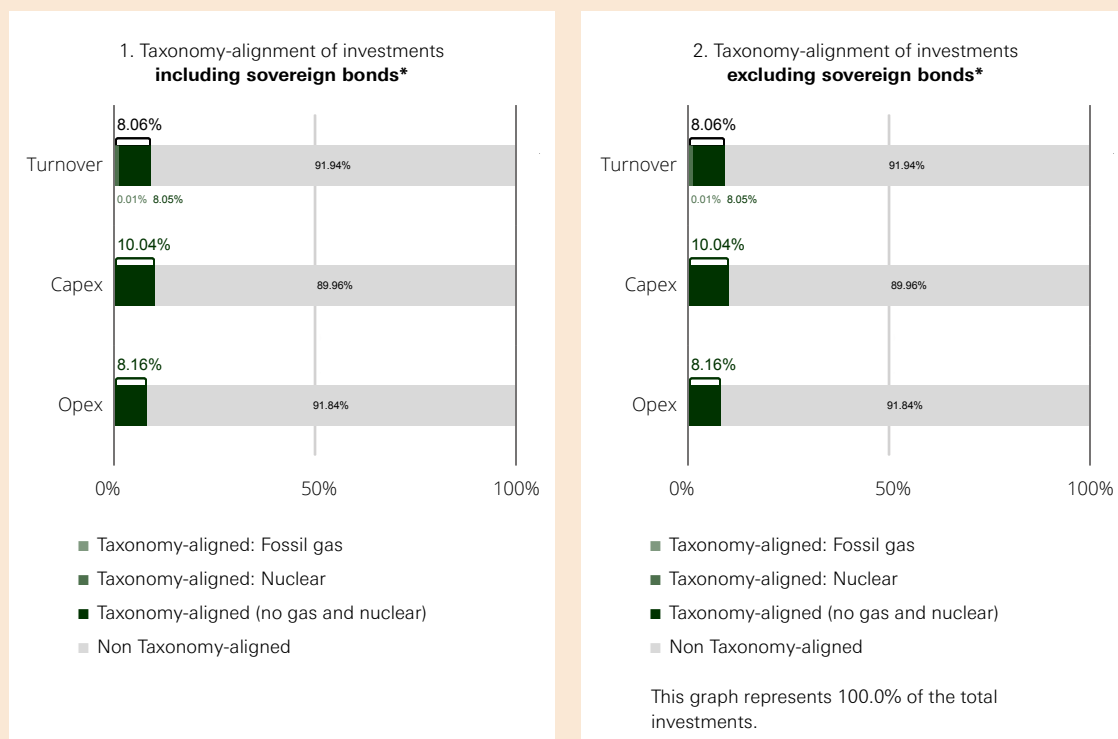 1. Taxonomy-alignment of investments
including sovereign bonds*
8.06%
Turnover
91.94%
0.01% 8.05%
10.04%
Capex
89.96%
8.16%
Opex
91.84%
0%
50%
100%
Taxonomy-aligned: Fossil gas
Taxonomy-aligned: Nuclear
Taxonomy-aligned (no gas and nuclear)
Non Taxonomy-aligned
2. Taxonomy-alignment of investments
excluding sovereign bonds*
8.06%
Turnover
91.94%
0.01% 8.05%
10.04%
Capex
89.96%
8.16%
Opex
91.84%
0%
50%
100%
Taxonomy-aligned: Fossil gas
Taxonomy-aligned: Nuclear
Taxonomy-aligned (no gas and nuclear)
Non Taxonomy-aligned
This graph represents 100.0% of the total
investments.